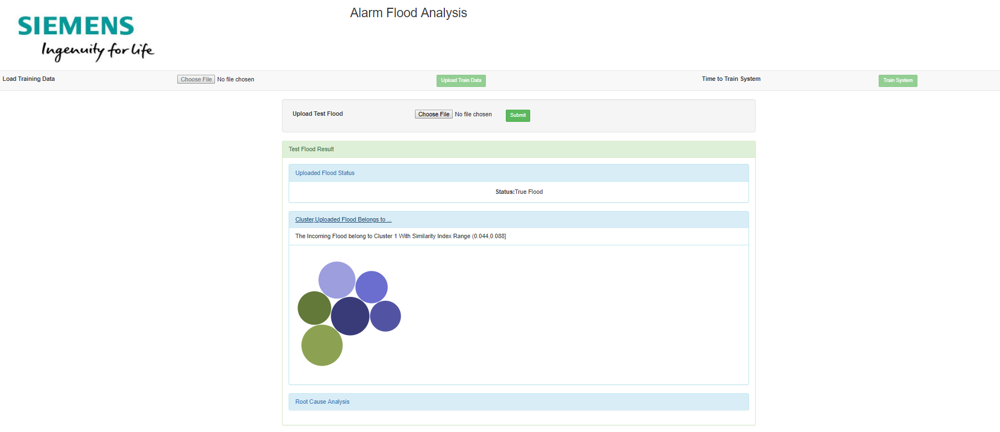 Alarm Flood Analysis
SIEMENS
Ingenuity for life
Load Training Data
Choose File No file chosen
Upload Train Data
Time to Train System
Train System
Upload Test Flood
Choose File No file chosen
Submit
Test Flood Result
Uploaded Flood Status
Status:True Flood
Cluster,Uploaded Flood Belongs to ...
The Incoming Flood belong to Cluster 1 With Similarity Index Range (0.044,0.088]
Root Cause Analysis